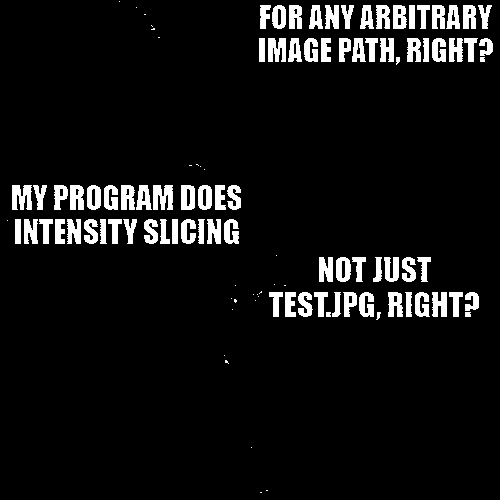 MY PROGRAM DOES
INTENSITY SLICING
FOR ANY ARBITRARY
IMAGE PATH, RIGHT?
NOT JUST
TEST.JPG, RIGHT?